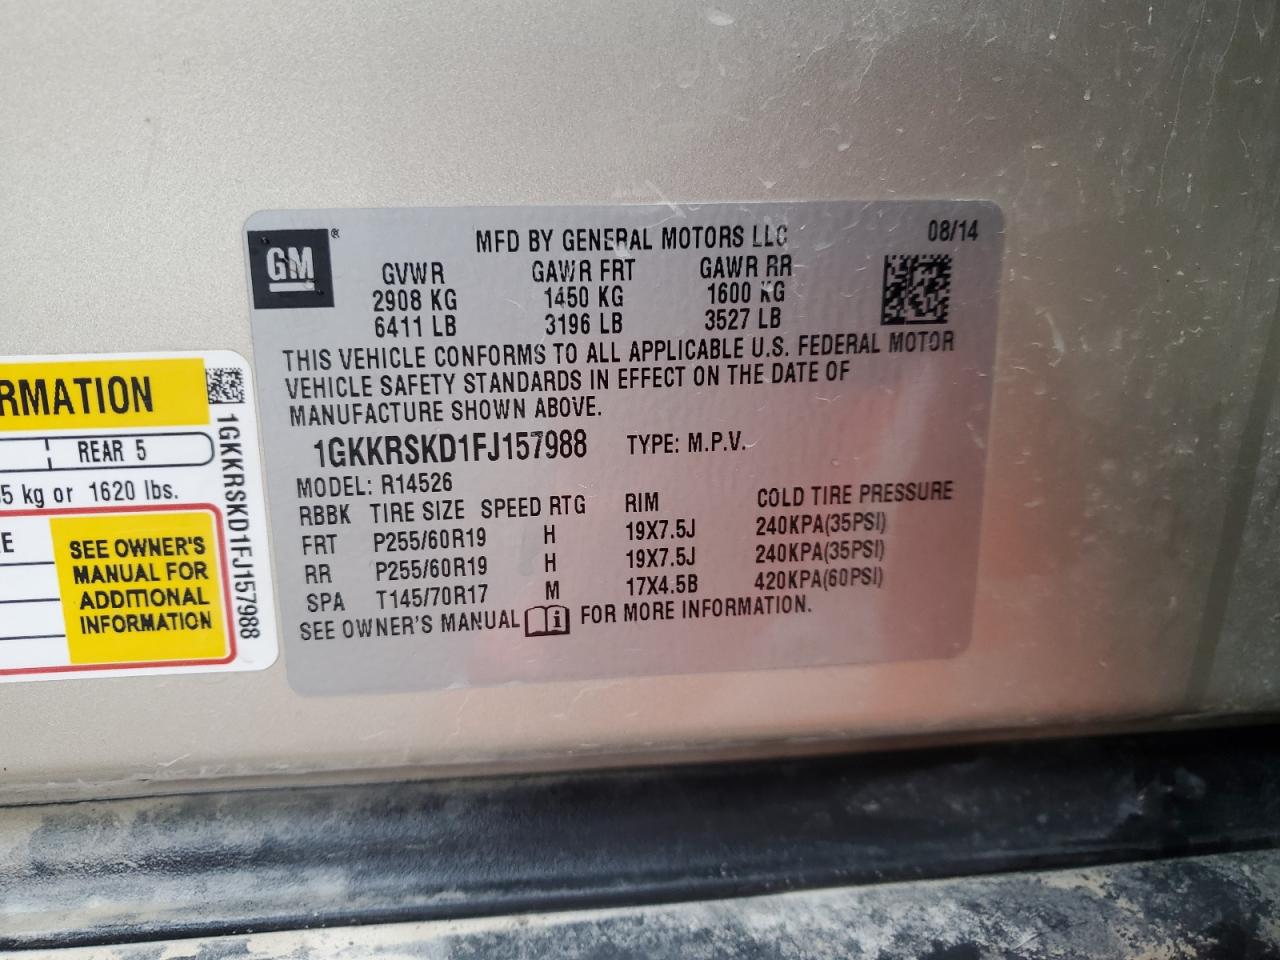 GM®
MFD BY GENERAL MOTORS LLC 08/14
GVWR GAWR FRT GAWR RR
2908 KG 1450 KG 1600 KG
6411 LB 3196 LB 3527 LB
THIS VEHICLE CONFORMS TO ALL APPLICABLE U.S. FEDERAL MOTOR
VEHICLE SAFETY STANDARDS IN EFFECT ON THE DATE OF
MANUFACTURE SHOWN ABOVE.
1GKKRSKD1FJ157988 TYPE: M.P.V.
MODEL: R14526
RBBK TIRE SIZE SPEED RTG RIM COLD TIRE PRESSURE
FRT P255/60R19 H 19X7.5J 240KPA(35PSI)
RR P255/60R19 H 19X7.5J 240KPA(35PSI)
SPA T145/70R17 M 17X4.5B 420KPA(60PSI)
SEE OWNER'S MANUAL i FOR MORE INFORMATION.
RMATION
REAR 5
5 kg or 1620 lbs.
E
SEE OWNER'S
MANUAL FOR
ADDITIONAL
INFORMATION
1GKKRSKD1FJ157988